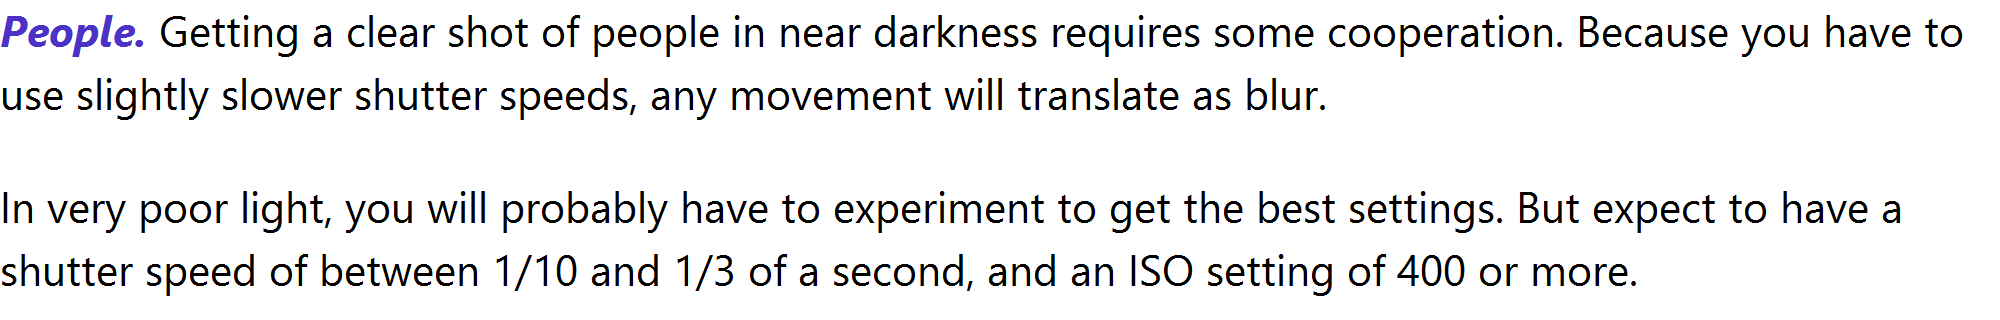 People. Getting a clear shot of people in near darkness requires some cooperation. Because you have to
use slightly slower shutter speeds, any movement will translate as blur.
In very poor light, you will probably have to experiment to get the best settings. But expect to have a
shutter speed of between 1/10 and 1/3 of a second, and an ISO setting of 400 or more.